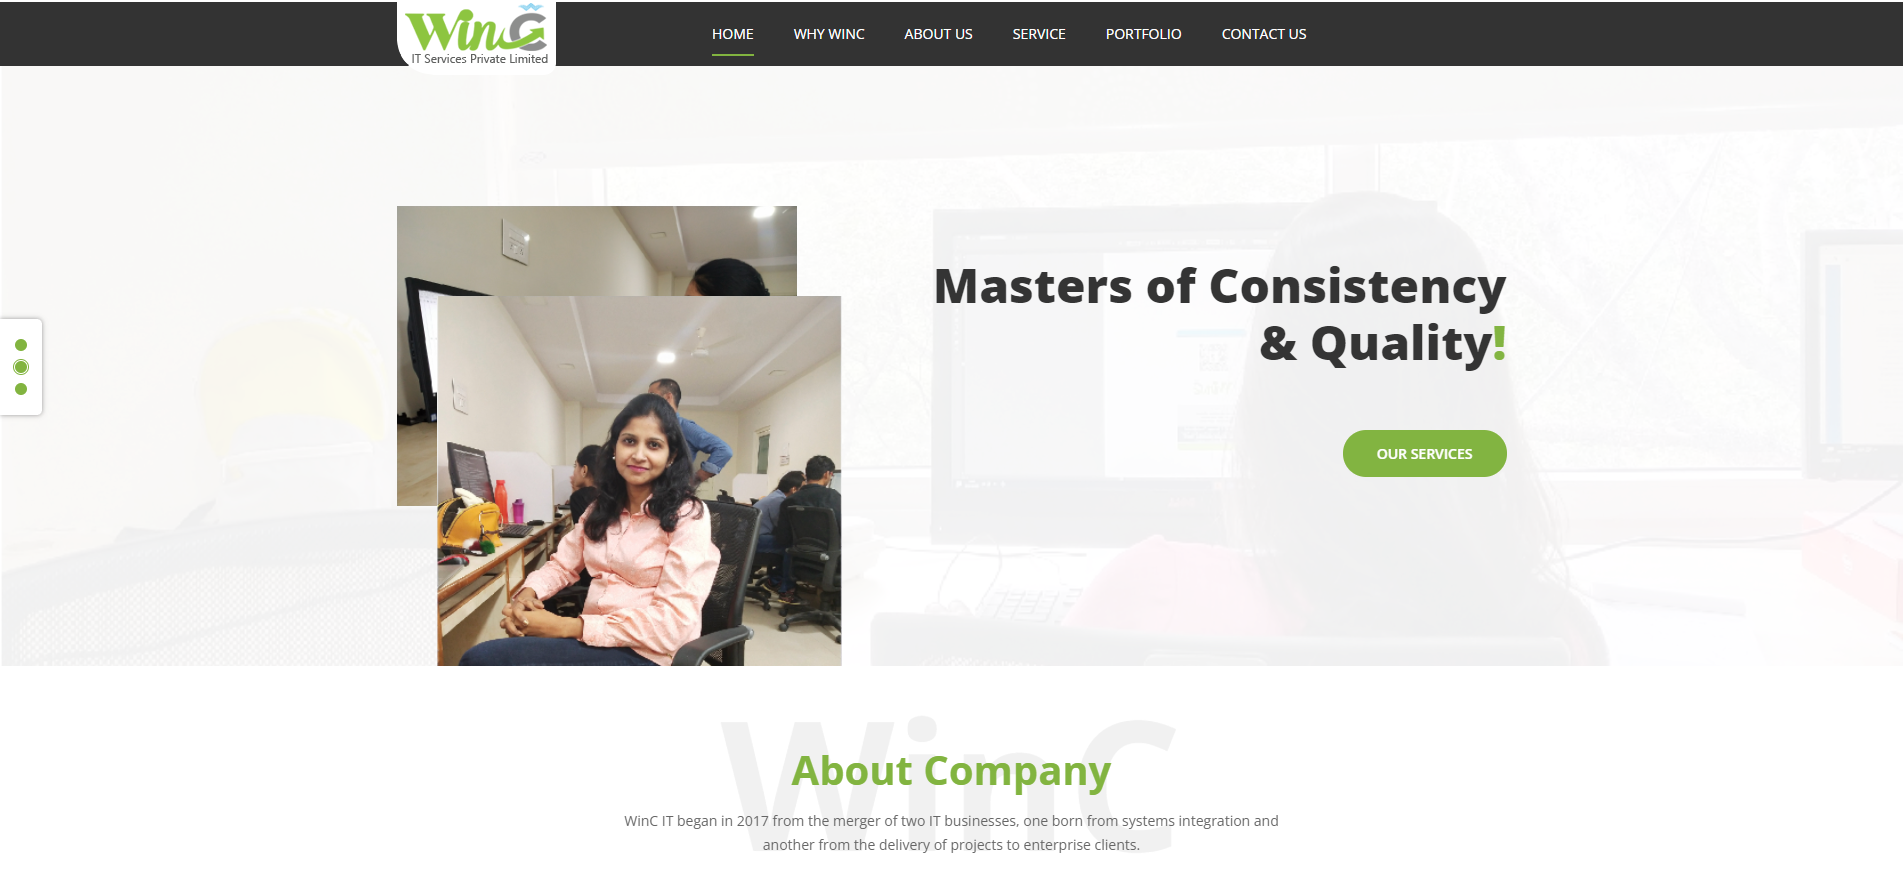 WinC
IT Services Private Limited
HOME
WHY WINC
ABOUT US
SERVICE
PORTFOLIO
CONTACT US
Masters of Consistency
& Quality!
OUR SERVICES
WinC
About Company
WinC IT began in 2017 from the merger of two IT businesses, one born from systems integration and
another from the delivery of projects to enterprise clients.